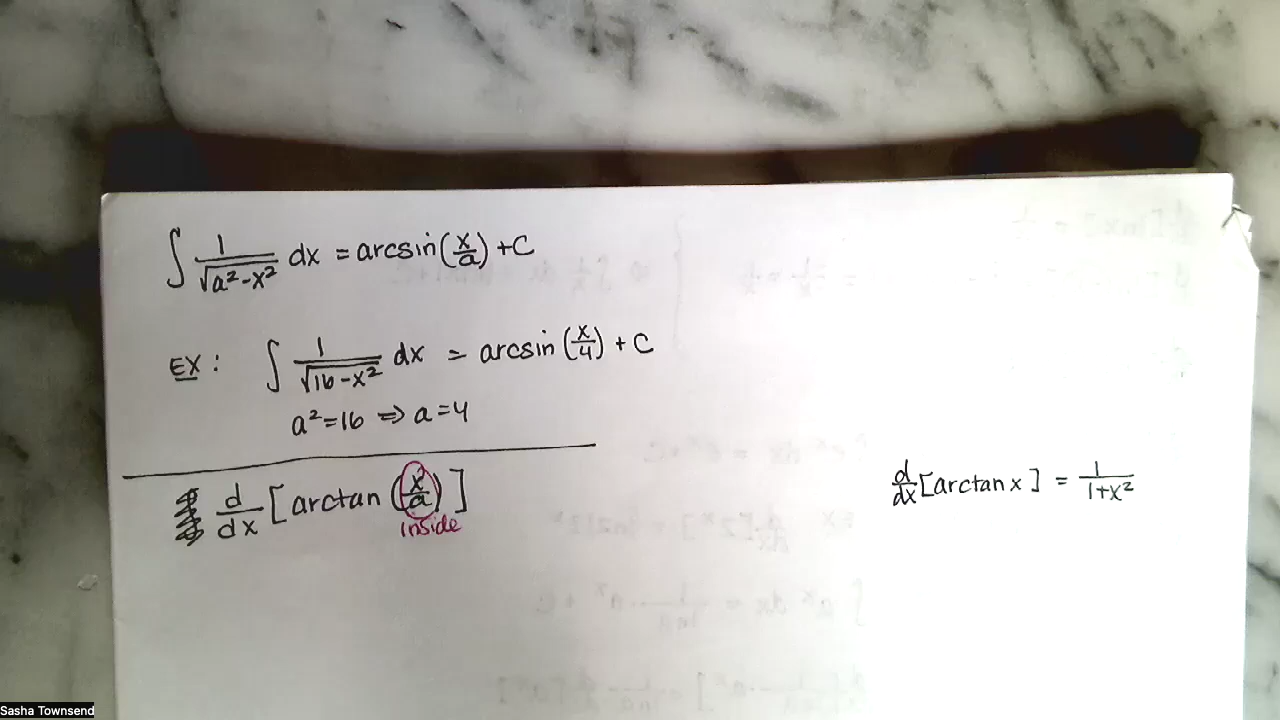 ∫ 1/√(a²-x²) dx = arcsin(x/a) + C
EX: ∫ 1/√(16-x²) dx = arcsin(x/4) + C
a²=16 ⇒ a=4
d/dx [arctan(x/a)]
inside
d/dx [arctan x] = 1/(1+x²)
Sasha Townsend